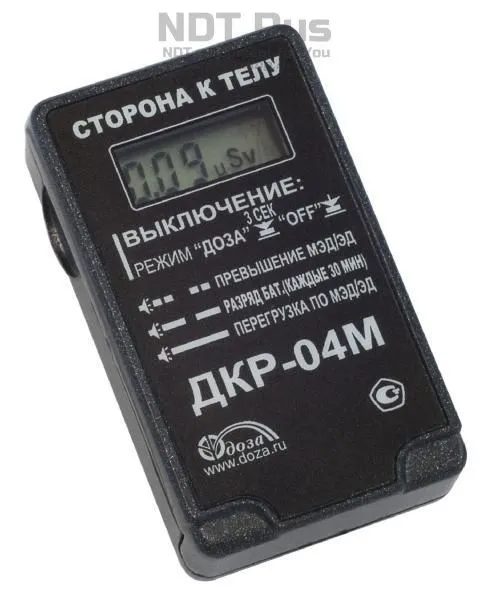 NDT Rus
СТОРОНА К ТЕЛУ
0.09 uSv
ВЫКЛЮЧЕНИЕ:
РЕЖИМ "ДОЗА" 3 СЕК "OFF"
ПРЕВЫШЕНИЕ МЭД/ЭД
РАЗРЯД БАТ.(КАЖДЫЕ 30 МИН)
ПЕРЕГРУЗКА ПО МЭД/ЭД
ДКР-04М
доза
www.doza.ru